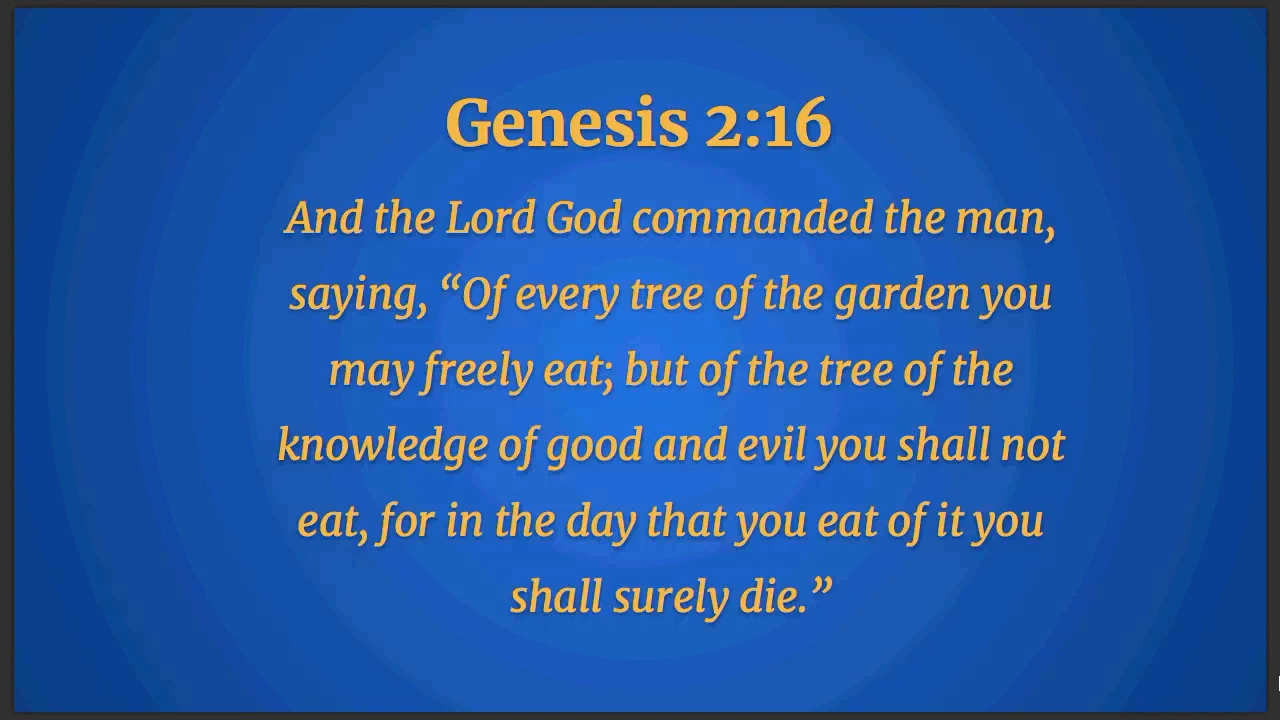 Genesis 2:16
And the Lord God commanded the man,
saying, “Of every tree of the garden you
may freely eat; but of the tree of the
knowledge of good and evil you shall not
eat, for in the day that you eat of it you
shall surely die.”